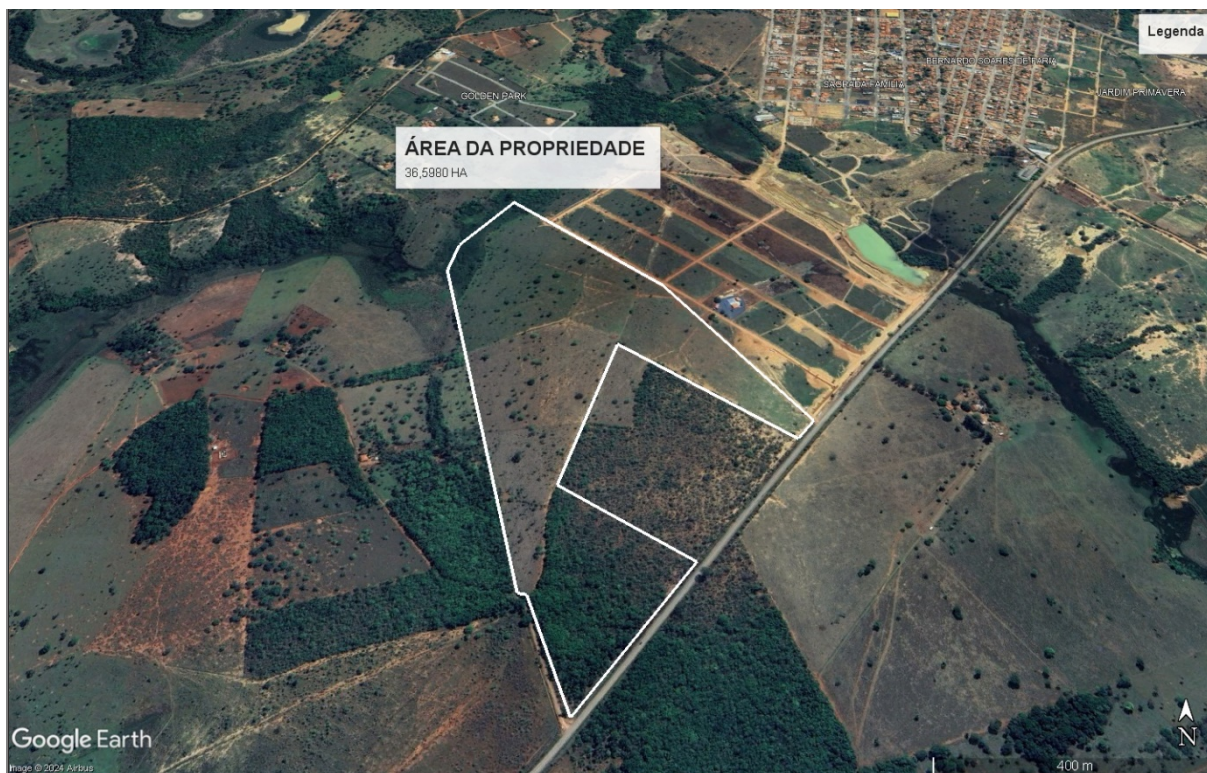 Legenda
BERNARDO SOARES DE FARIA
SAGRADA FAMILIA
JARDIM PRIMAVERA
GOLDEN PARK
ÁREA DA PROPRIEDADE
36,5980 HA
Google Earth
Image © 2024 Airbus
400 m
N